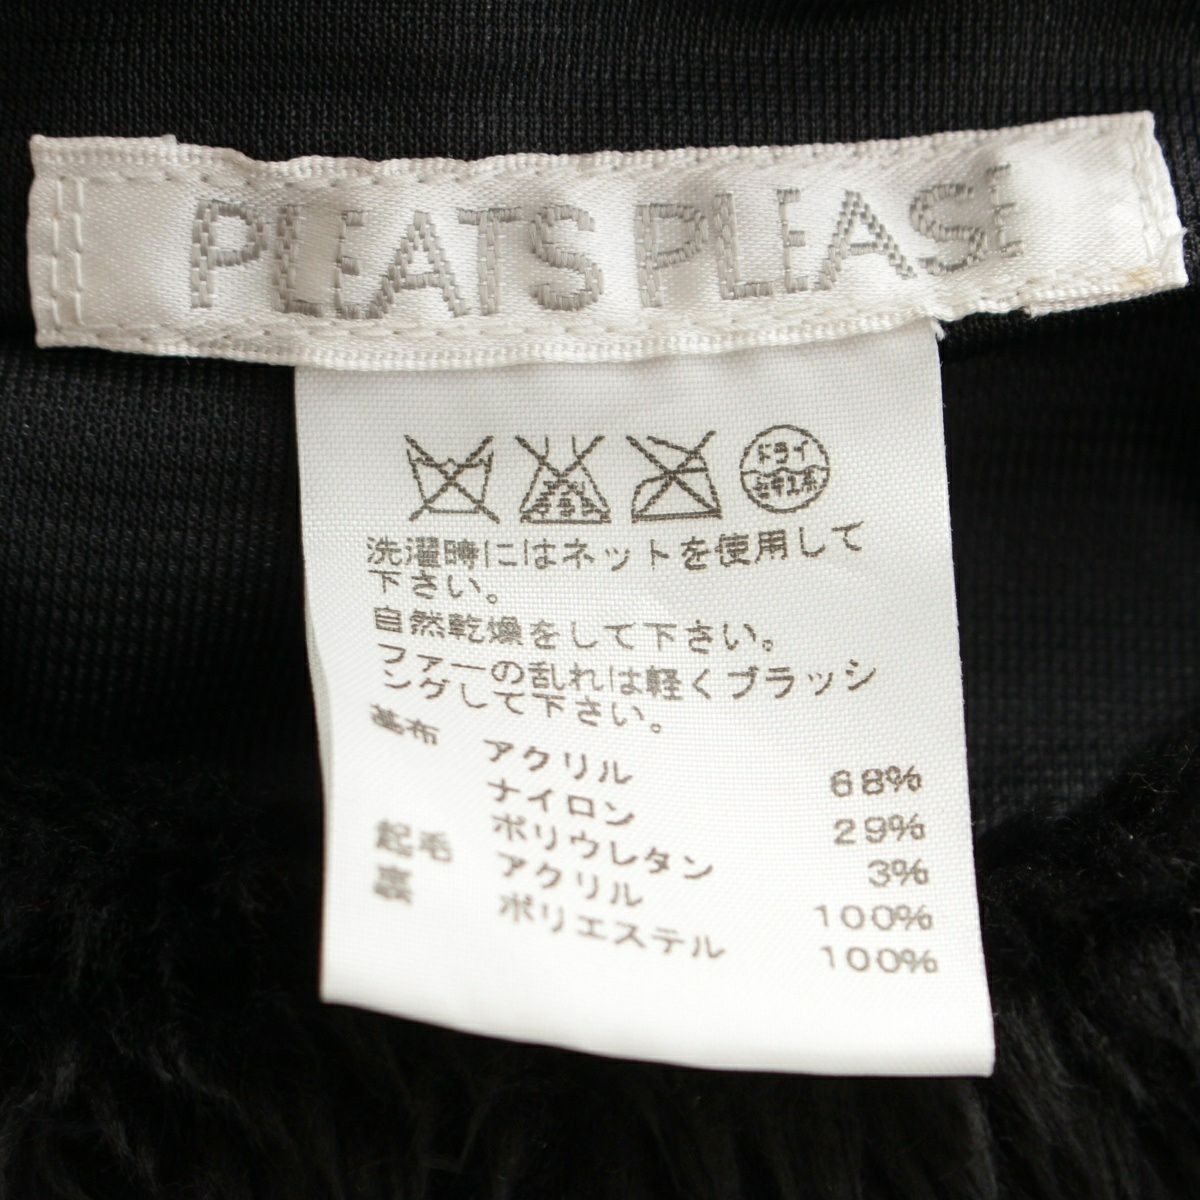 PLEATS PLEASE
ドライ
セキユ系
洗濯時にはネットを使用して
下さい。
自然乾燥をして下さい。
ファーの乱れは軽くブラッシ
ングして下さい。
基布 アクリル 68%
ナイロン 29%
ポリウレタン 3%
起毛 アクリル 100%
裏 ポリエステル 100%